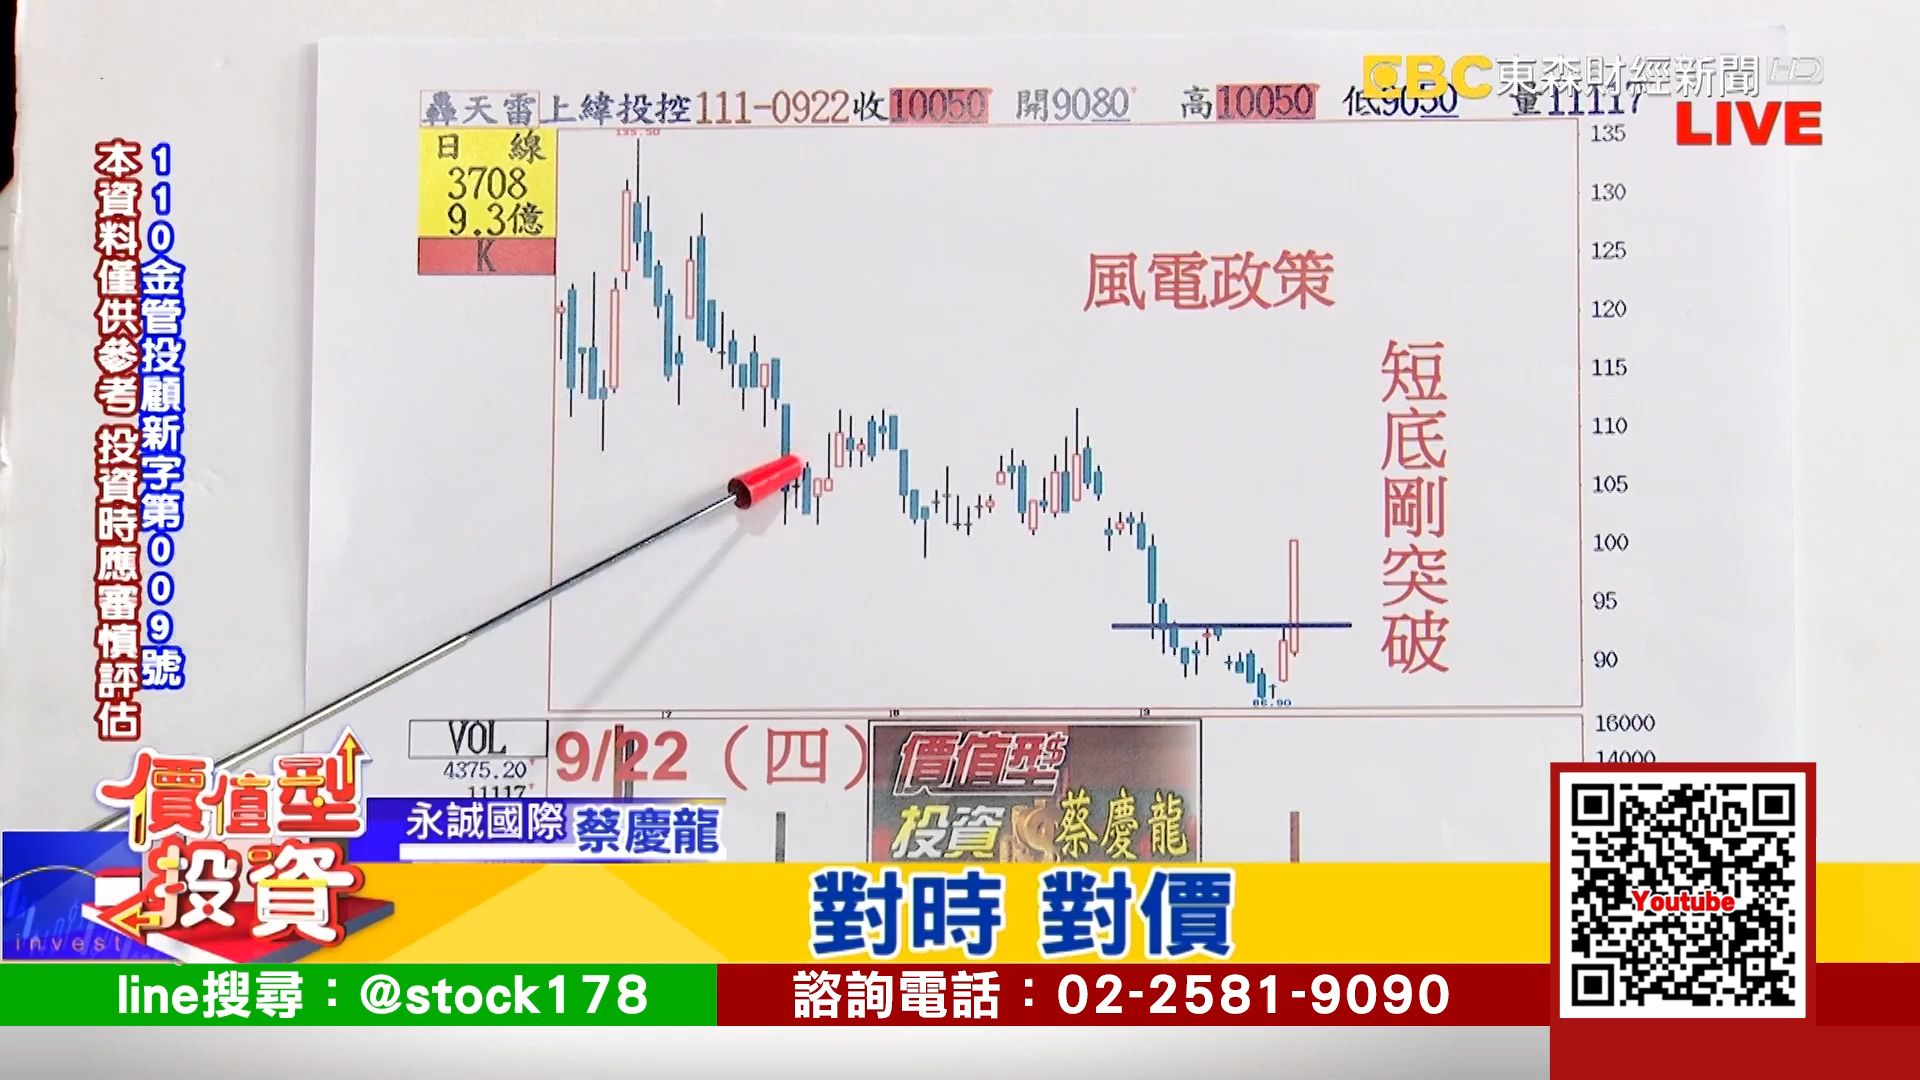 EBC東森財經新聞HD
LIVE
轟天雷上緯投控111-0922收10050 開9080 高10050 低9050 量11117
日 線
3708
9.3億
K
135.50
135
130
125
120
115
110
105
100
95
90
風電政策
短底剛突破
86.90
110金管投顧新字第0009號
本資料僅供參考 投資時應審慎評估
VOL
4375.20
11117
9/22（四）
16000
14000
價值型
投資
蔡慶龍
價值型
投資
invest
永誠國際 蔡慶龍
對時 對價
Youtube
line搜尋：@stock178
諮詢電話：02-2581-9090